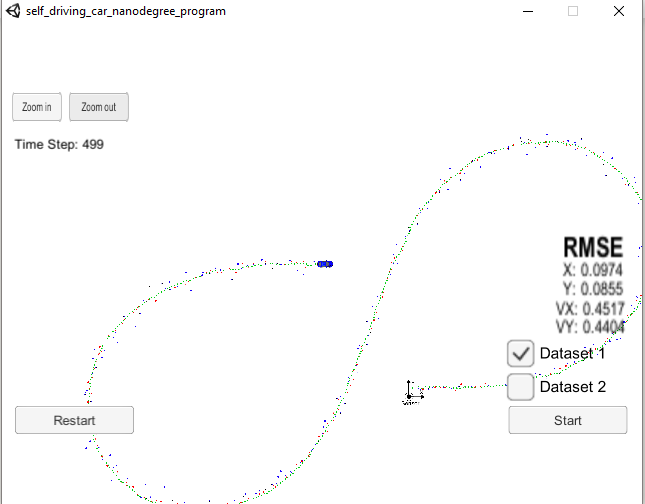 self_driving_car_nanodegree_program
Zoom in
Zoom out
Time Step: 499
RMSE
X: 0.0974
Y: 0.0855
VX: 0.4517
VY: 0.4404
Dataset 1
Dataset 2
Restart
Start